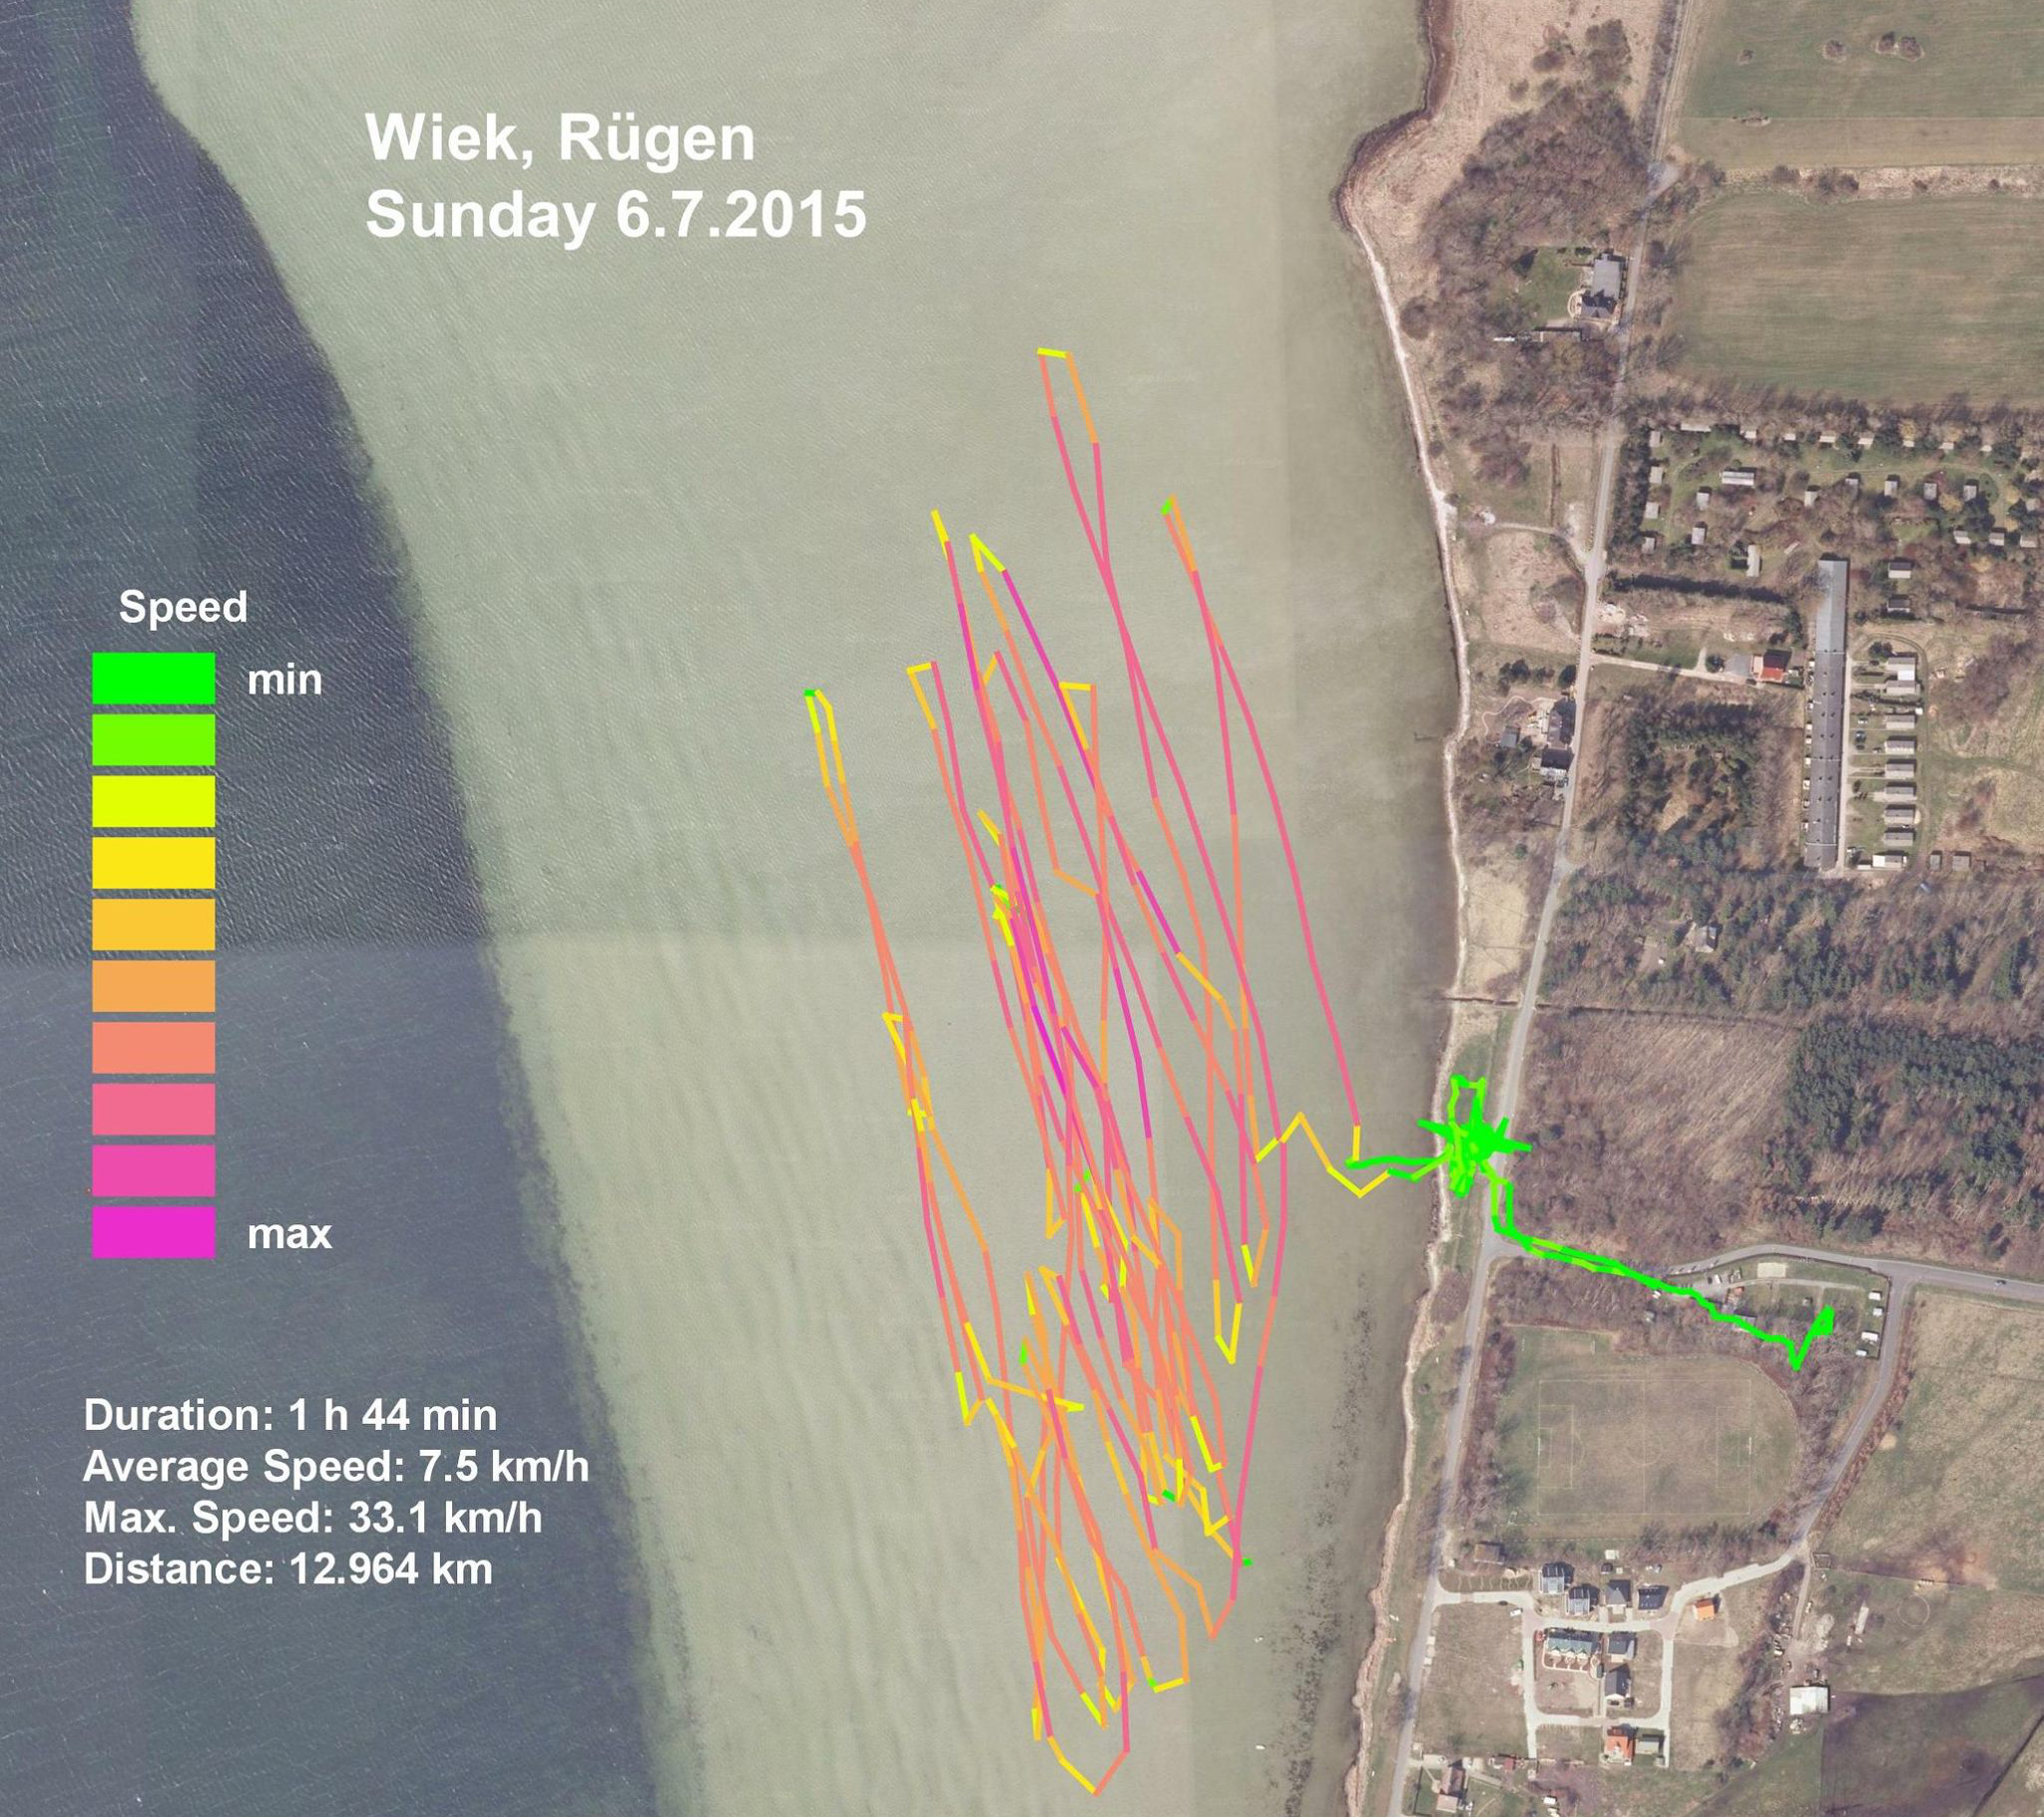 Wiek, Rügen
Sunday 6.7.2015
Speed
min
max
Duration: 1 h 44 min
Average Speed: 7.5 km/h
Max. Speed: 33.1 km/h
Distance: 12.964 km